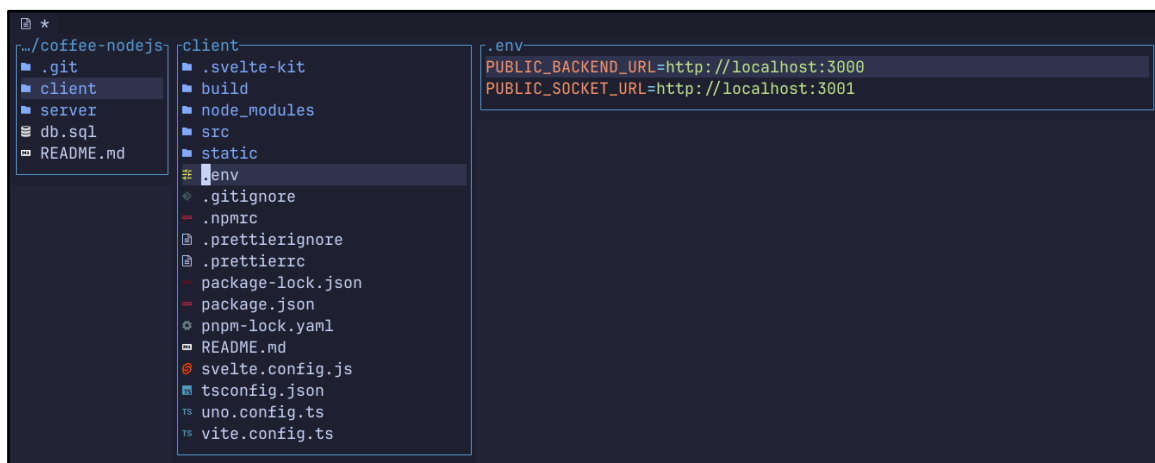 *
…/coffee-nodejs
.git
client
server
db.sql
README.md
client
.svelte-kit
build
node_modules
src
static
.env
.gitignore
.npmrc
.prettierignore
.prettierrc
package-lock.json
package.json
pnpm-lock.yaml
README.md
svelte.config.js
tsconfig.json
TS uno.config.ts
TS vite.config.ts
.env
PUBLIC_BACKEND_URL=http://localhost:3000
PUBLIC_SOCKET_URL=http://localhost:3001